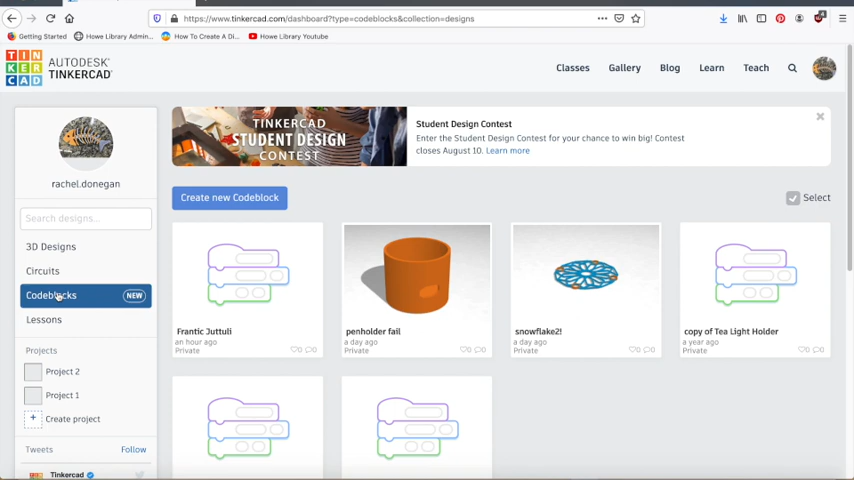 https://www.tinkercad.com/dashboard?type=codeblocks&collection=designs
Getting Started
Howe Library Admin...
How To Create A Di...
Howe Library Youtube
TIN
KER
CAD
AUTODESK
TINKERCAD
Classes
Gallery
Blog
Learn
Teach
rachel.donegan
Search designs...
3D Designs
Circuits
Codeblocks NEW
Lessons
Projects
Project 2
Project 1
+ Create project
Tweets Follow
Tinkercad
TINKERCAD
STUDENT DESIGN
CONTEST
Student Design Contest
Enter the Student Design Contest for your chance to win big! Contest
closes August 10. Learn more
Create new Codeblock
Select
Frantic Juttuli
an hour ago
Private
0 0
penholder fail
a day ago
Private
0 0
snowflake2!
a day ago
Private
0 0
copy of Tea Light Holder
a year ago
Private
0 0